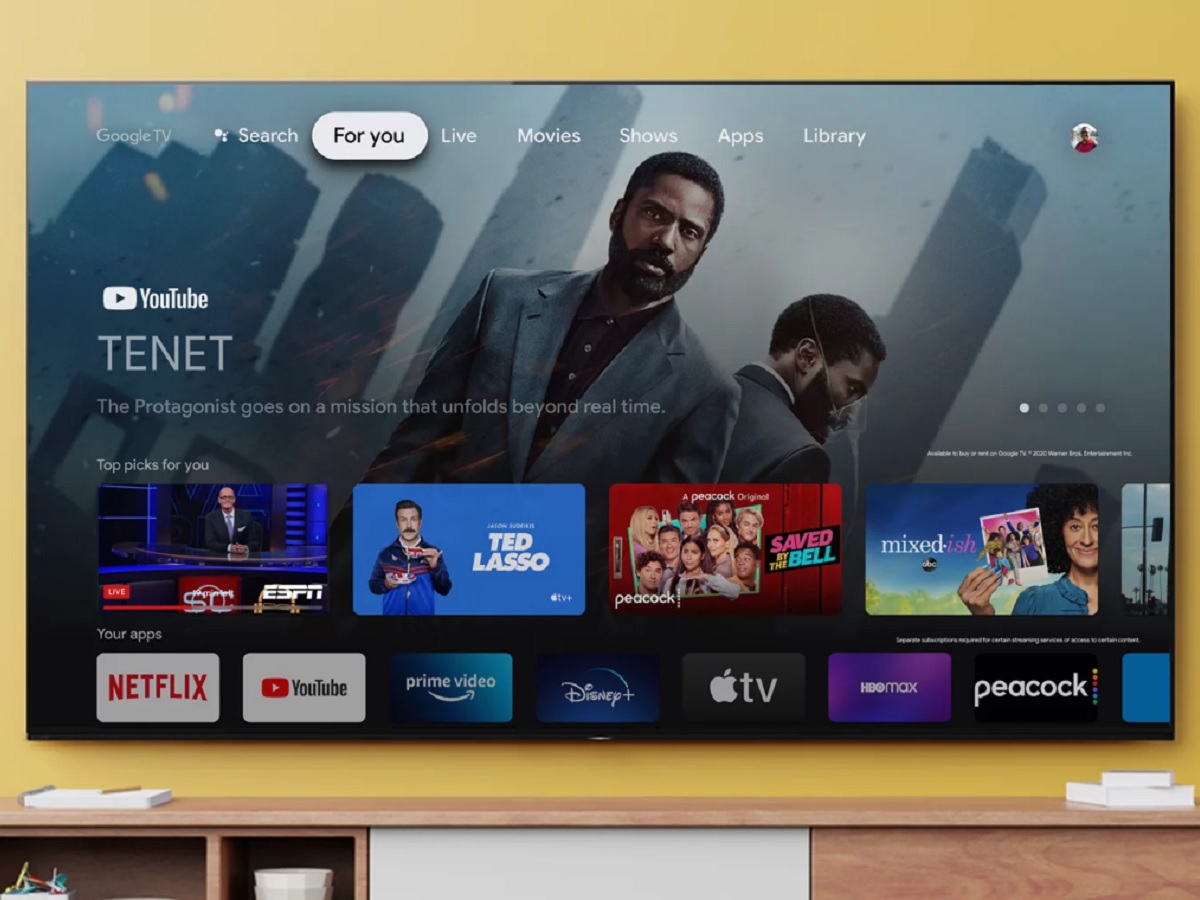 Google TV
Search
For you
Live
Movies
Shows
Apps
Library
YouTube
TENET
The Protagonist goes on a mission that unfolds beyond real time.
Available to buy or rent on Google TV. © 2020 Warner Bros. Entertainment Inc.
Top picks for you
LIVE
SC
ESPN
JASON SUDEIKIS
TED
LASSO
tv+
A peacock Original
SAVED
BY THE BELL
peacock
mixed-ish
abc
Your apps
Separate subscriptions required for certain streaming services or access to certain content.
NETFLIX
YouTube
prime video
Disney+
tv
HBOMAX
peacock